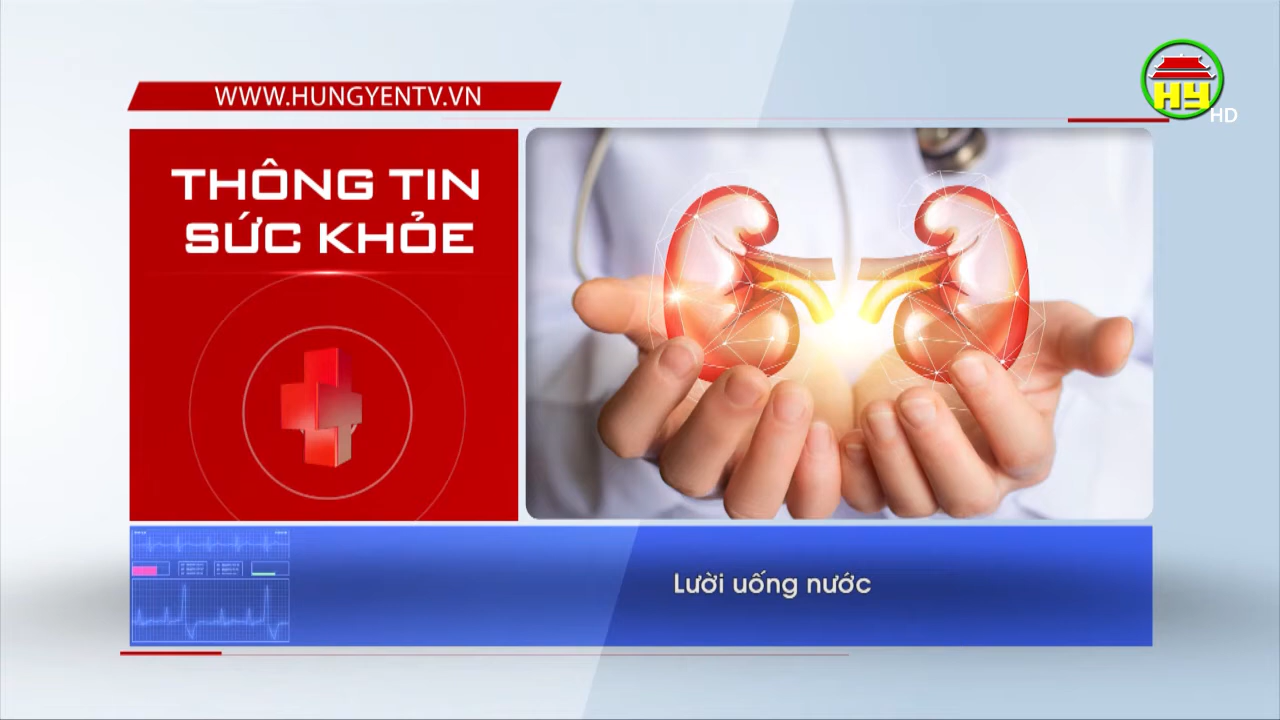 WWW.HUNGYENTV.VN
HY
HD
THÔNG TIN
SỨC KHỎE
Lười uống nước